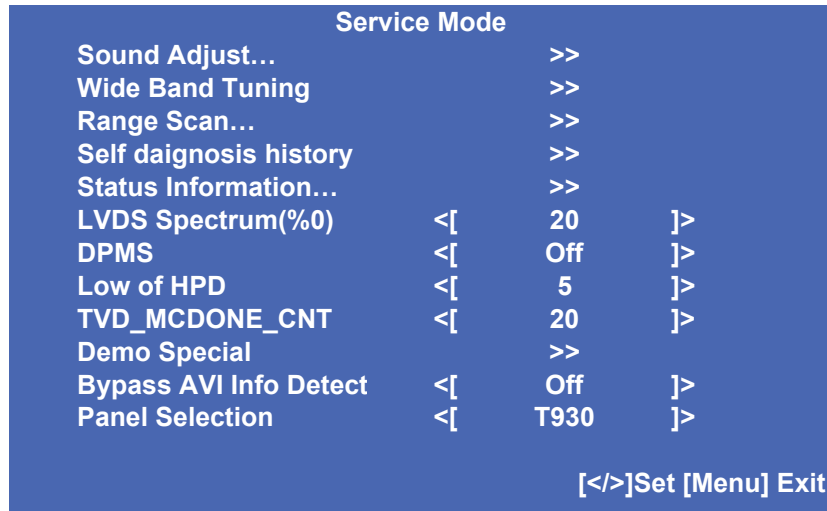 Service Mode
Sound Adjust… >>
Wide Band Tuning >>
Range Scan… >>
Self daignosis history >>
Status Information… >>
LVDS Spectrum(%0) <[ 20 ]>
DPMS <[ Off ]>
Low of HPD <[ 5 ]>
TVD_MCDONE_CNT <[ 20 ]>
Demo Special >>
Bypass AVI Info Detect <[ Off ]>
Panel Selection <[ T930 ]>
[</>]Set [Menu] Exit